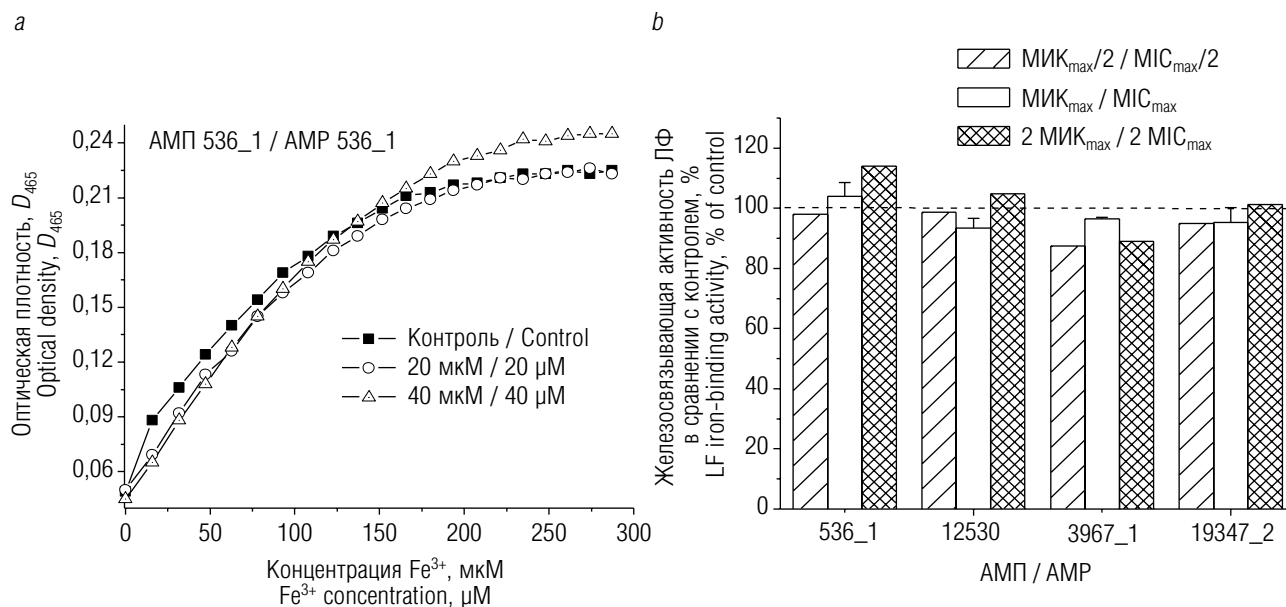 a
Оптическая плотность, D465
Optical density, D465
0,24
0,21
0,18
0,15
0,12
0,09
0,06
АМП 536_1 / AMP 536_1
Контроль / Control
20 мкМ / 20 μM
40 мкМ / 40 μM
0 50 100 150 200 250 300
Концентрация Fe³⁺, мкМ
Fe³⁺ concentration, μM
b
МИКmax/2 / MICmax/2
МИКmax / MICmax
2 МИКmax / 2 MICmax
Железосвязывающая активность ЛФ
в сравнении с контролем, %
LF iron-binding activity, % of control
120
100
80
60
40
20
0
536_1 12530 3967_1 19347_2
АМП / AMP